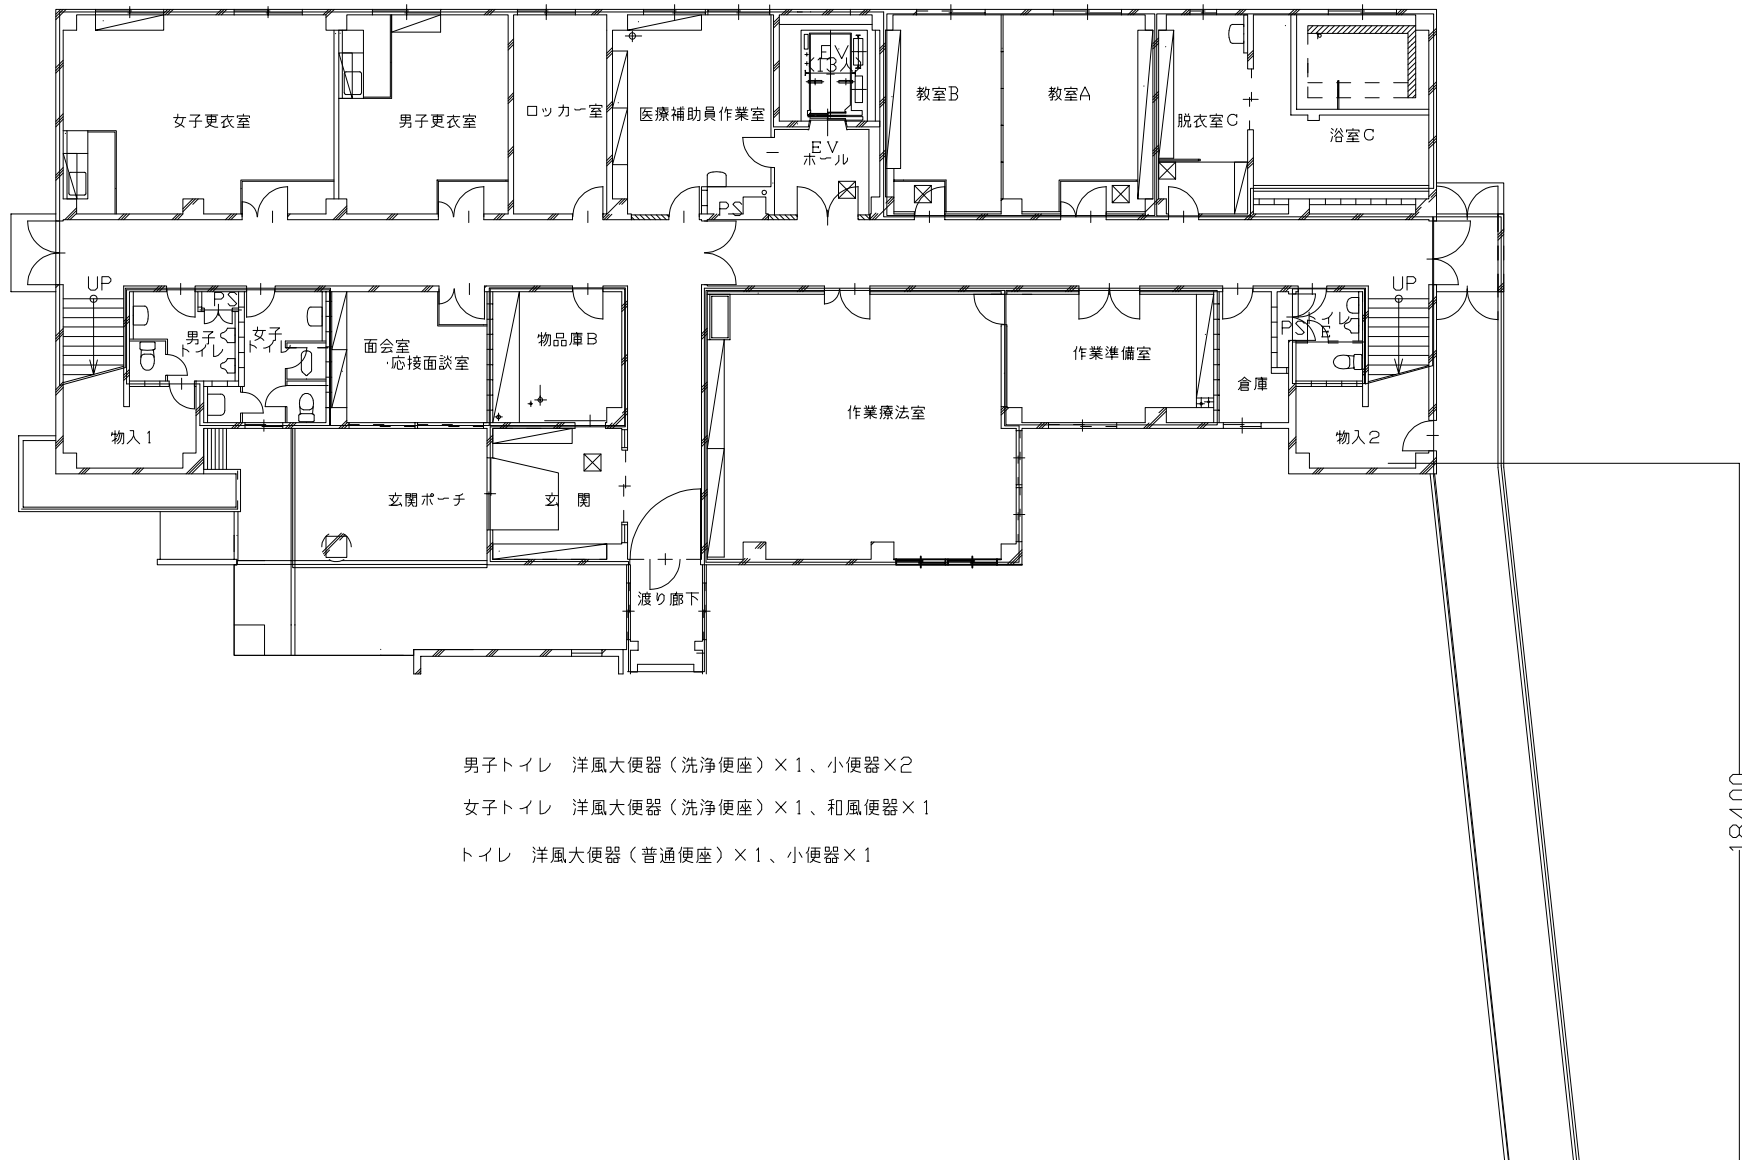 女子更衣室
男子更衣室
ロッカー室
医療補助員作業室
EV
(13人)
EV
ホール
教室B
教室A
脱衣室C
浴室C
PS
UP
PS
男子
トイレ
女子
トイレ
面会室
・応接面談室
物品庫B
作業療法室
作業準備室
倉庫
PS
トイレ
E
UP
物入1
物入2
玄関ポーチ
玄 関
渡り廊下
男子トイレ 洋風大便器(洗浄便座)×1、小便器×2
女子トイレ 洋風大便器(洗浄便座)×1、和風便器×1
トイレ 洋風大便器(普通便座)×1、小便器×1
18400